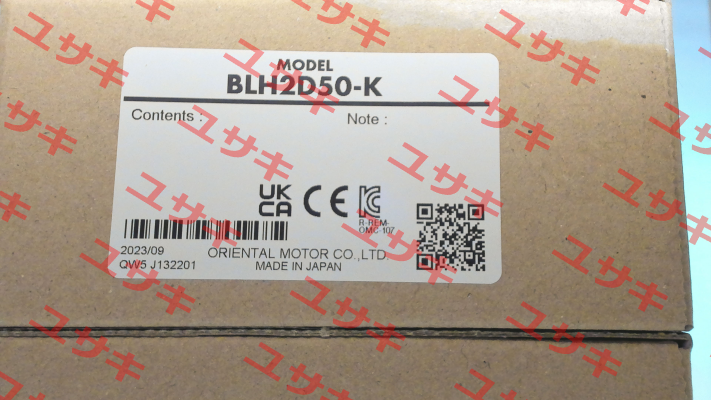 MODEL
BLH2D50-K
Contents :
Note :
UK
CA
CE
R-REM-
OMC-107
2023/09
QW5 J132201
ORIENTAL MOTOR CO.,LTD.
MADE IN JAPAN
ユサキ